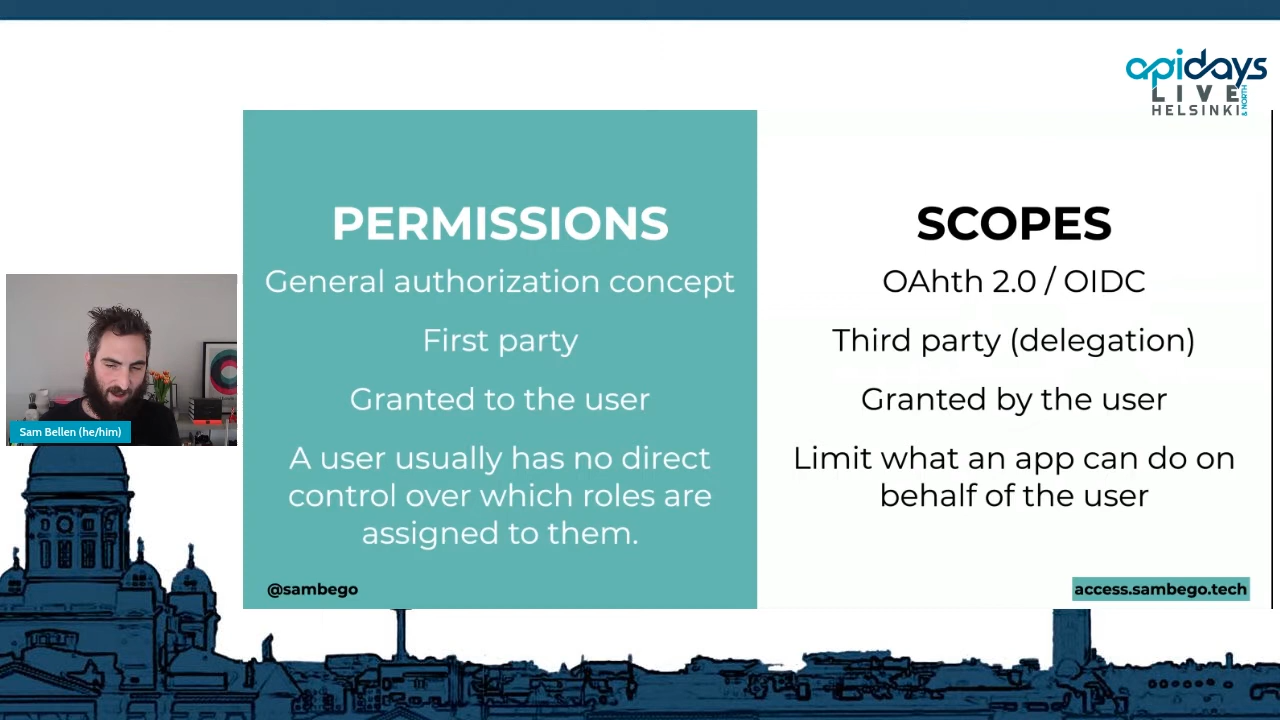 apidays
LIVE
HELSINKI
& NORTH
PERMISSIONS
General authorization concept
First party
Granted to the user
A user usually has no direct
control over which roles are
assigned to them.
@sambego
SCOPES
OAhth 2.0 / OIDC
Third party (delegation)
Granted by the user
Limit what an app can do on
behalf of the user
access.sambego.tech
Sam Bellen (he/him)